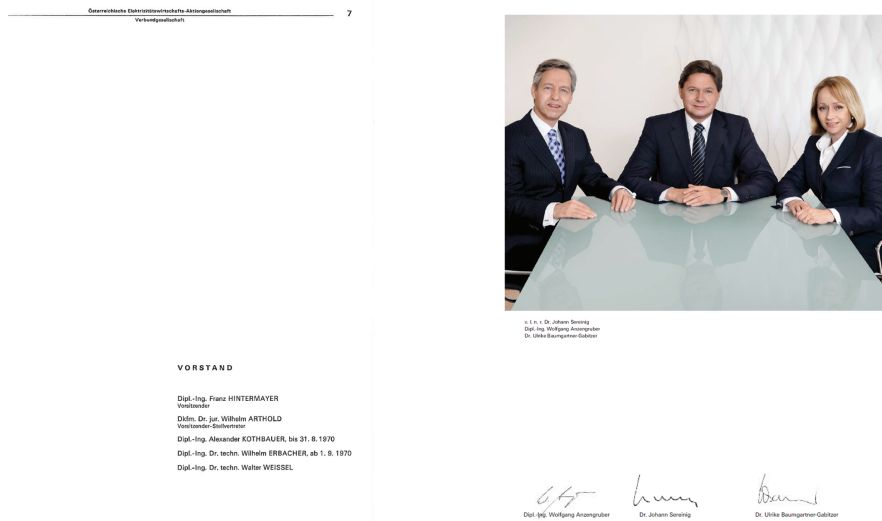 Österreichische Elektrizitätswirtschafts-Aktiengesellschaft
7
Verbundgesellschaft
VORSTAND
Dipl.-Ing. Franz HINTERMAYER
Vorsitzender
Dkfm. Dr. jur. Wilhelm ARTHOLD
Vorsitzender-Stellvertreter
Dipl.-Ing. Alexander KOTHBAUER, bis 31. 8. 1970
Dipl.-Ing. Dr. techn. Wilhelm ERBACHER, ab 1. 9. 1970
Dipl.-Ing. Dr. techn. Walter WEISSEL
v. l. n. r. Dr. Johann Sereinig
Dipl.-Ing. Wolfgang Anzengruber
Dr. Ulrike Baumgartner-Gabitzer
Dipl.-Ing. Wolfgang Anzengruber
Dr. Johann Sereinig
Dr. Ulrike Baumgartner-Gabitzer